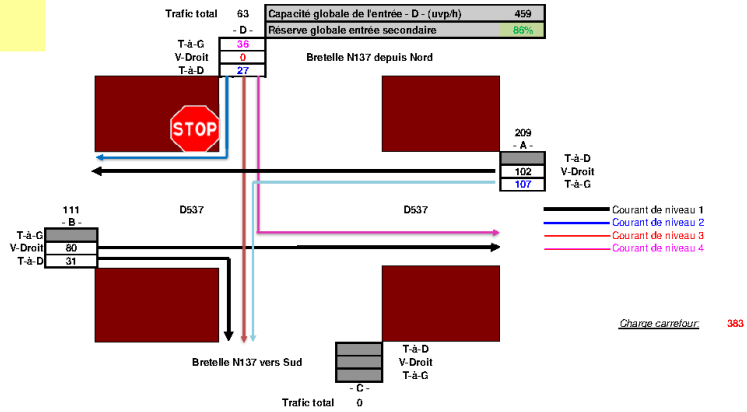 Trafic total 63 Capacité globale de l'entrée - D - (uvp/h) 459
- D - Réserve globale entrée secondaire 86%
T-à-G 36
V-Droit 0 Bretelle N137 depuis Nord
T-à-D 27
STOP
209
- A -
T-à-D
102 V-Droit
107 T-à-G
111 D537 D537
- B -
T-à-G
V-Droit 80
T-à-D 31
Courant de niveau 1
Courant de niveau 2
Courant de niveau 3
Courant de niveau 4
Charge carrefour: 383
Bretelle N137 vers Sud
T-à-D
V-Droit
T-à-G
- C -
Trafic total 0